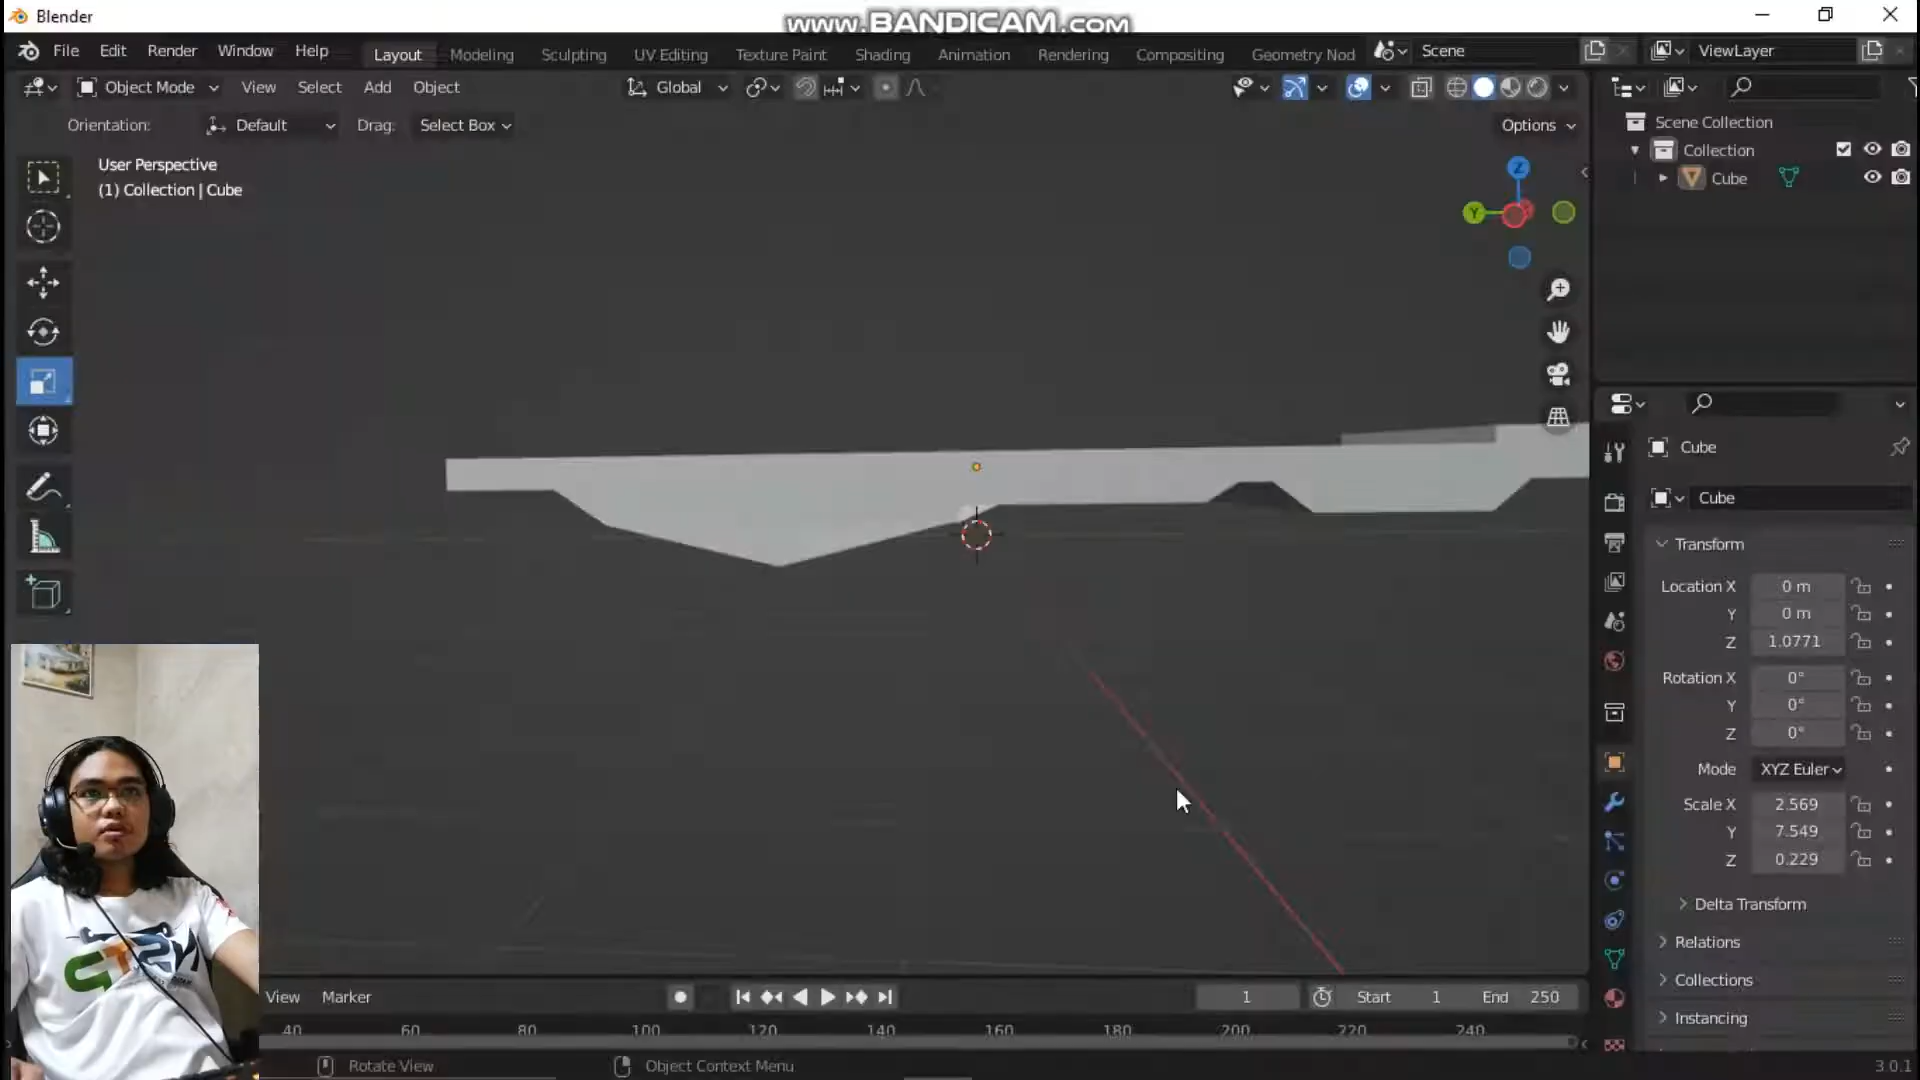 Blender
www.BANDICAM.com
File Edit Render Window Help
Layout Modeling Sculpting UV Editing Texture Paint Shading Animation Rendering Compositing Geometry Nod
Scene
ViewLayer
Object Mode View Select Add Object
Global
Orientation: Default Drag: Select Box
Options
User Perspective
(1) Collection | Cube
Z
Y
Scene Collection
Collection
Cube
Cube
Cube
Transform
Location X 0 m
Y 0 m
Z 1.0771
Rotation X 0°
Y 0°
Z 0°
Mode XYZ Euler
Scale X 2.569
Y 7.549
Z 0.229
Delta Transform
Relations
Collections
Instancing
View Marker
1 Start 1 End 250
40 60 80 100 120 140 160 180 200 220 240
Rotate View
Object Context Menu
3.0.1